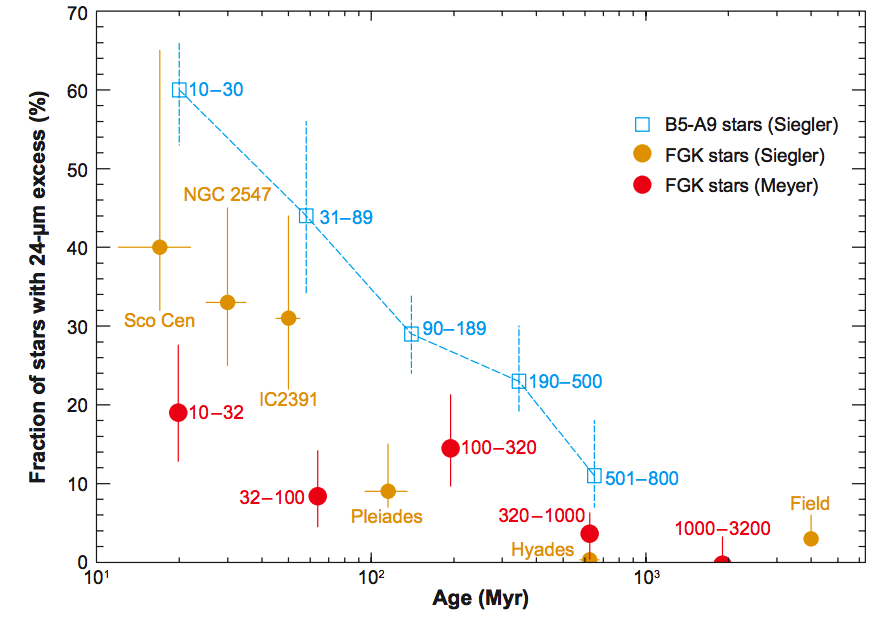 70
60
50
40
30
20
10
0
Fraction of stars with 24-µm excess (%)
10–30
NGC 2547
31–89
B5-A9 stars (Siegler)
FGK stars (Siegler)
FGK stars (Meyer)
Sco Cen
90–189
IC2391
190–500
10–32
100–320
32–100
501–800
Pleiades
320–1000
1000–3200
Field
Hyades
10¹
10²
10³
Age (Myr)